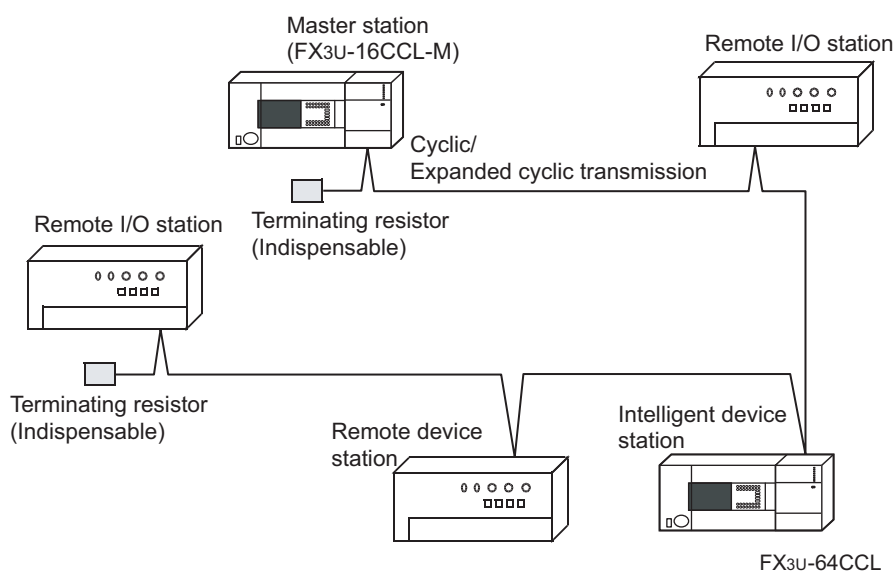 Master station
(FX3U-16CCL-M)
Remote I/O station
Cyclic/
Expanded cyclic transmission
Terminating resistor
(Indispensable)
Remote I/O station
Terminating resistor
(Indispensable)
Remote device
station
Intelligent device
station
FX3U-64CCL